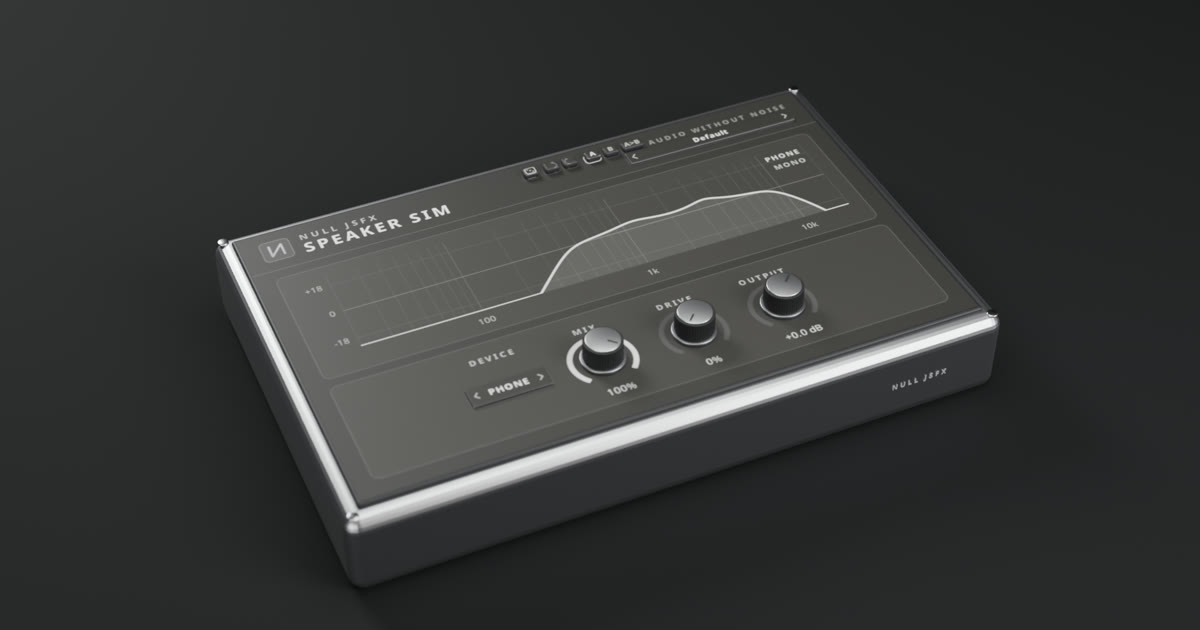 NULL JSFX
SPEAKER SIM
A
B
A>B
AUDIO WITHOUT NOISE
< Default >
PHONE
MONO
+18
0
-18
100
1k
10k
DEVICE
< PHONE >
MIX
100%
DRIVE
0%
OUTPUT
+0.0 dB
NULL JSFX